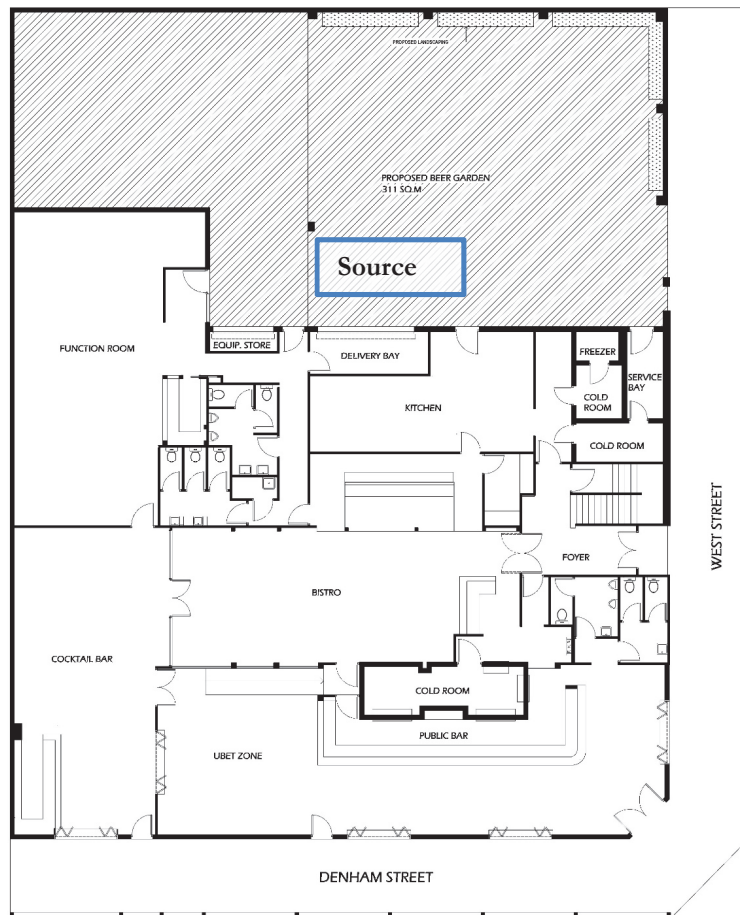 PROPOSED LANDSCAPING
PROPOSED BEER GARDEN
311 SQ.M
Source
FUNCTION ROOM
EQUIP. STORE
DELIVERY BAY
FREEZER
SERVICE
BAY
COLD
ROOM
KITCHEN
COLD ROOM
WEST STREET
FOYER
BISTRO
COCKTAIL BAR
COLD ROOM
PUBLIC BAR
UBET ZONE
DENHAM STREET